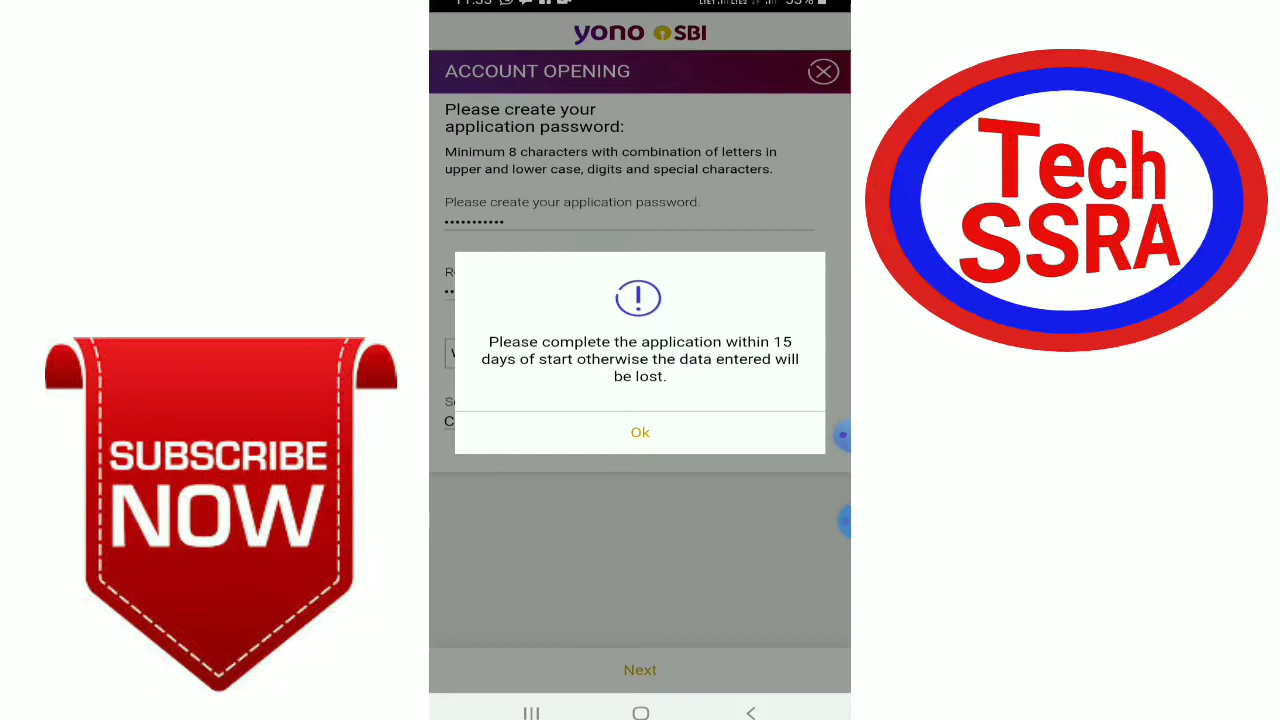 yono SBI
ACCOUNT OPENING
Please create your
application password:
Minimum 8 characters with combination of letters in
upper and lower case, digits and special characters.
Please create your application password.
•••••••••••
Please complete the application within 15
days of start otherwise the data entered will
be lost.
Ok
Next
SUBSCRIBE
NOW
Tech
SSRA